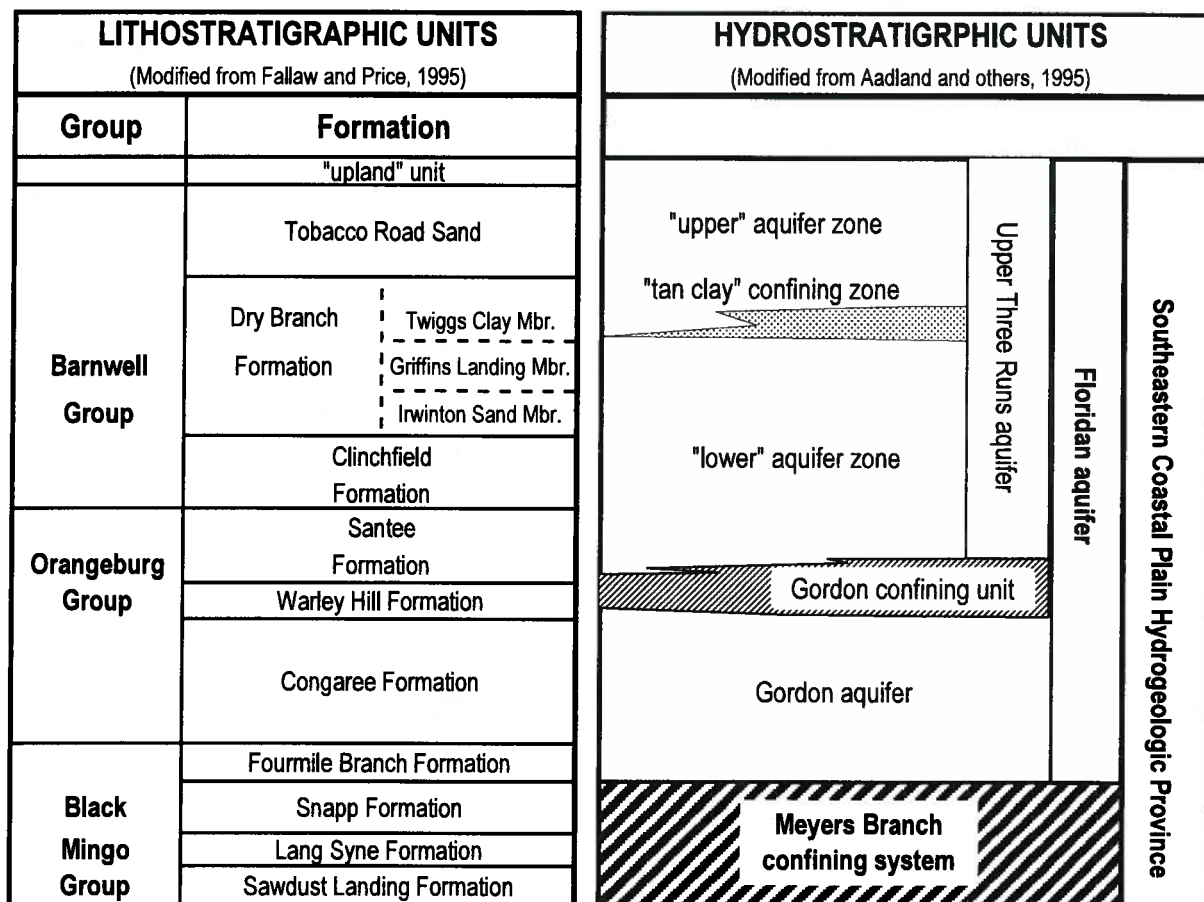 LITHOSTRATIGRAPHIC UNITS
(Modified from Fallaw and Price, 1995)
Group
Formation
"upland" unit
Barnwell
Group
Tobacco Road Sand
Dry Branch
Formation
Twiggs Clay Mbr.
Griffins Landing Mbr.
Irwinton Sand Mbr.
Clinchfield
Formation
Orangeburg
Group
Santee
Formation
Warley Hill Formation
Congaree Formation
Black
Mingo
Group
Fourmile Branch Formation
Snapp Formation
Lang Syne Formation
Sawdust Landing Formation
HYDROSTRATIGRPHIC UNITS
(Modified from Aadland and others, 1995)
"upper" aquifer zone
"tan clay" confining zone
"lower" aquifer zone
Upper Three Runs aquifer
Gordon confining unit
Gordon aquifer
Floridan aquifer
Meyers Branch
confining system
Southeastern Coastal Plain Hydrogeologic Province